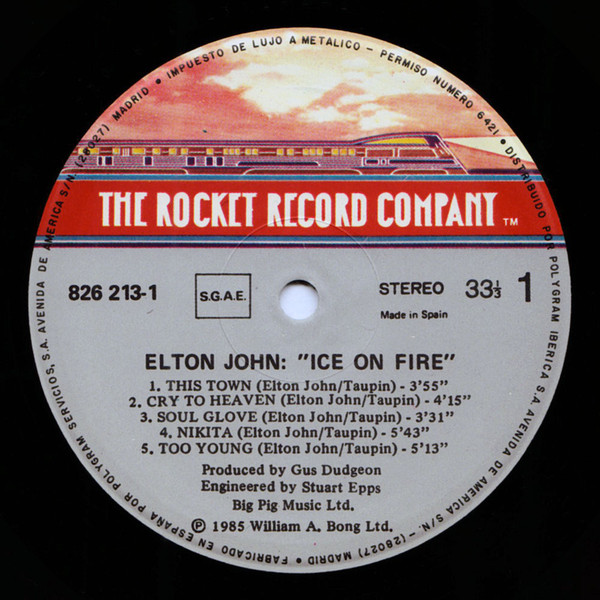 IMPUESTO DE LUJO A METALICO - PERMISO NUMERO 6421 • DISTRIBUIDO POR POLYGRAM IBERICA S.A. AVENIDA DE AMERICA S/N. - (28027) MADRID • FABRICADO EN ESPAÑA POR POLYGRAM SERVICIOS, S.A. AVENIDA DE AMERICA S/N. (28027) MADRID •
THE ROCKET RECORD COMPANY ™
826 213-1
S.G.A.E.
STEREO 33⅓ 1
Made in Spain
ELTON JOHN: "ICE ON FIRE"
1. THIS TOWN (Elton John/Taupin) - 3'55"
2. CRY TO HEAVEN (Elton John/Taupin) - 4'15"
3. SOUL GLOVE (Elton John/Taupin) - 3'31"
4. NIKITA (Elton John/Taupin) - 5'43"
5. TOO YOUNG (Elton John/Taupin) - 5'13"
Produced by Gus Dudgeon
Engineered by Stuart Epps
Big Pig Music Ltd.
℗ 1985 William A. Bong Ltd.